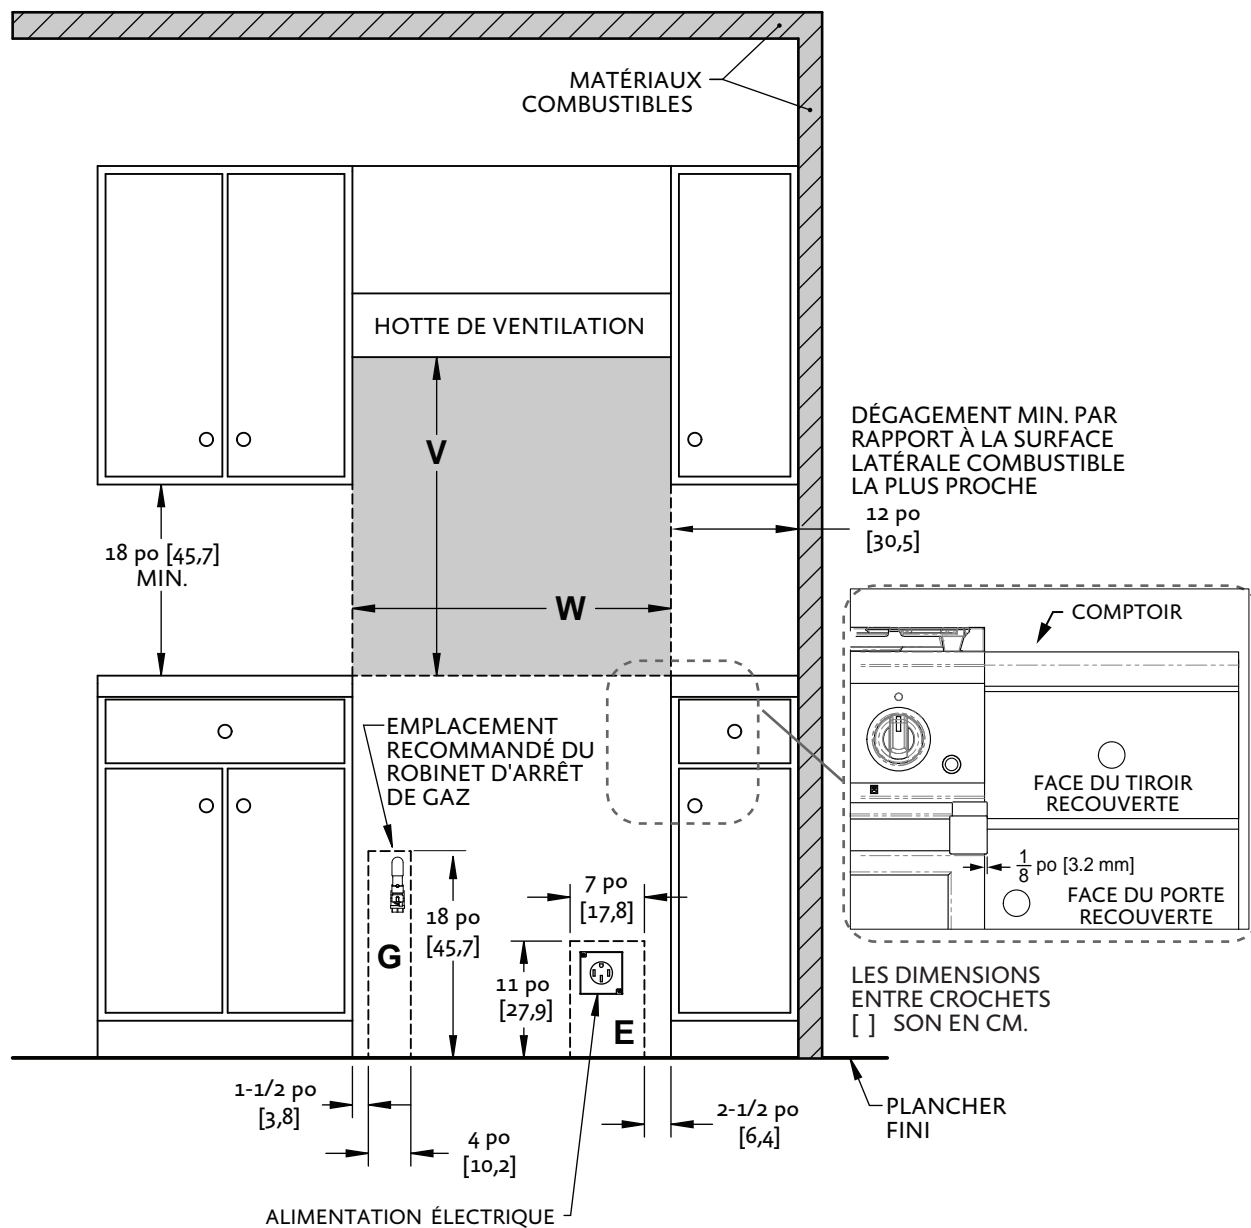 MATÉRIAUX
COMBUSTIBLES
HOTTE DE VENTILATION
V
DÉGAGEMENT MIN. PAR
RAPPORT À LA SURFACE
LATÉRALE COMBUSTIBLE
LA PLUS PROCHE
12 po
[30,5]
18 po [45,7]
MIN.
W
COMPTOIR
EMPLACEMENT
RECOMMANDÉ DU
ROBINET D'ARRÊT
DE GAZ
FACE DU TIROIR
RECOUVERTE
1/8 po [3.2 mm]
FACE DU PORTE
RECOUVERTE
7 po
[17,8]
18 po
[45,7]
G
11 po
[27,9]
E
LES DIMENSIONS
ENTRE CROCHETS
[ ] SON EN CM.
1-1/2 po
[3,8]
4 po
[10,2]
2-1/2 po
[6,4]
PLANCHER
FINI
ALIMENTATION ÉLECTRIQUE